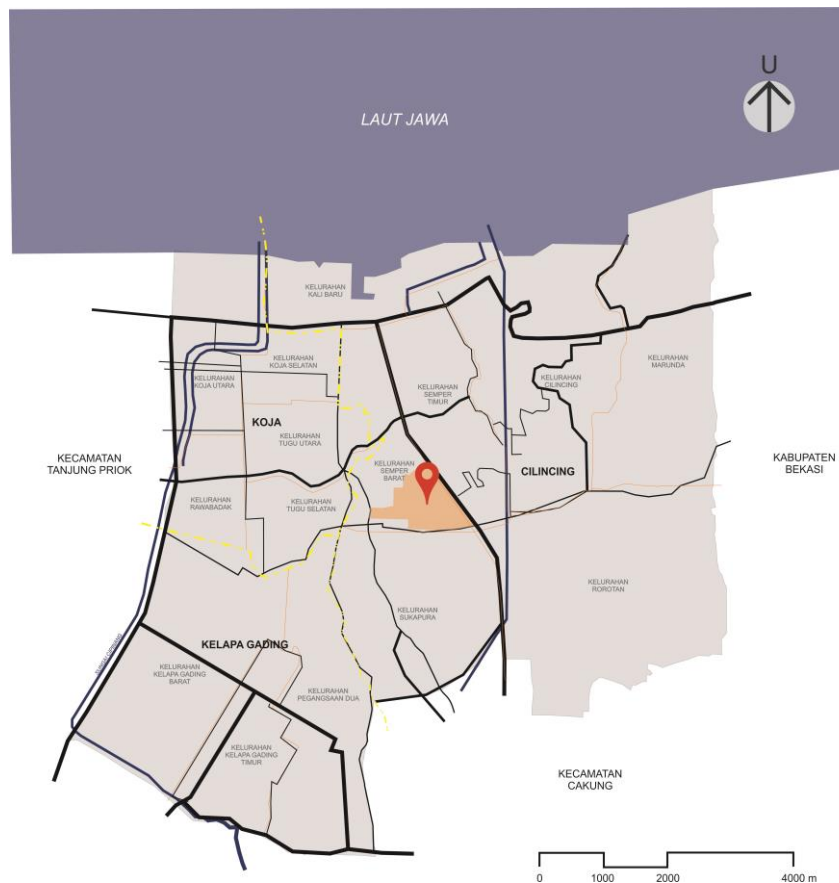 U
LAUT JAWA
KELURAHAN
KALI BARU
KELURAHAN
KOJA SELATAN
KELURAHAN
KOJA UTARA
KELURAHAN
SEMPER
TIMUR
KELURAHAN
CILINCING
KELURAHAN
MARUNDA
KOJA
KELURAHAN
TUGU UTARA
KECAMATAN
TANJUNG PRIOK
KELURAHAN
SEMPER
BARAT
CILINCING
KABUPATEN
BEKASI
KELURAHAN
RAWABADAK
KELURAHAN
TUGU SELATAN
KELURAHAN
ROROTAN
KELURAHAN
SUKAPURA
KELAPA GADING
KELURAHAN
KELAPA GADING
BARAT
KELURAHAN
PEGANGSAAN DUA
KELURAHAN
KELAPA GADING
TIMUR
KECAMATAN
CAKUNG
0 1000 2000 4000 m